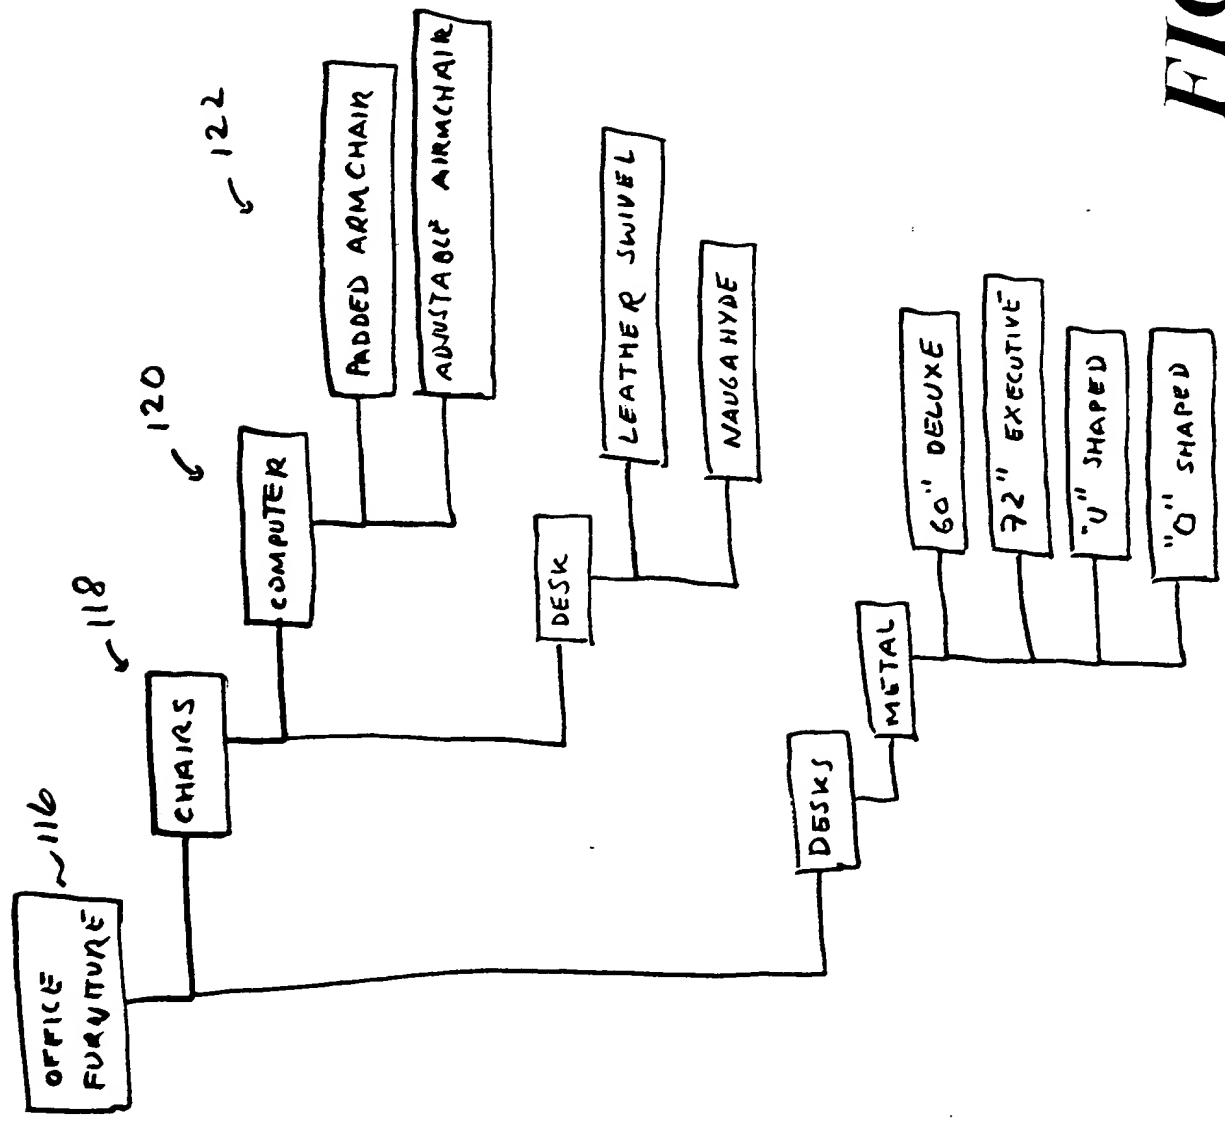 OFFICE
FURNITURE
116
CHAIRS
118
COMPUTER
120
PADDED ARMCHAIR
122
ADJUSTABLE AIRMCHAIR
DESK
LEATHER SWIVEL
NAUGAHYDE
DESKS
METAL
60" DELUXE
72" EXECUTIVE
"U" SHAPED
"O" SHAPED
FIG